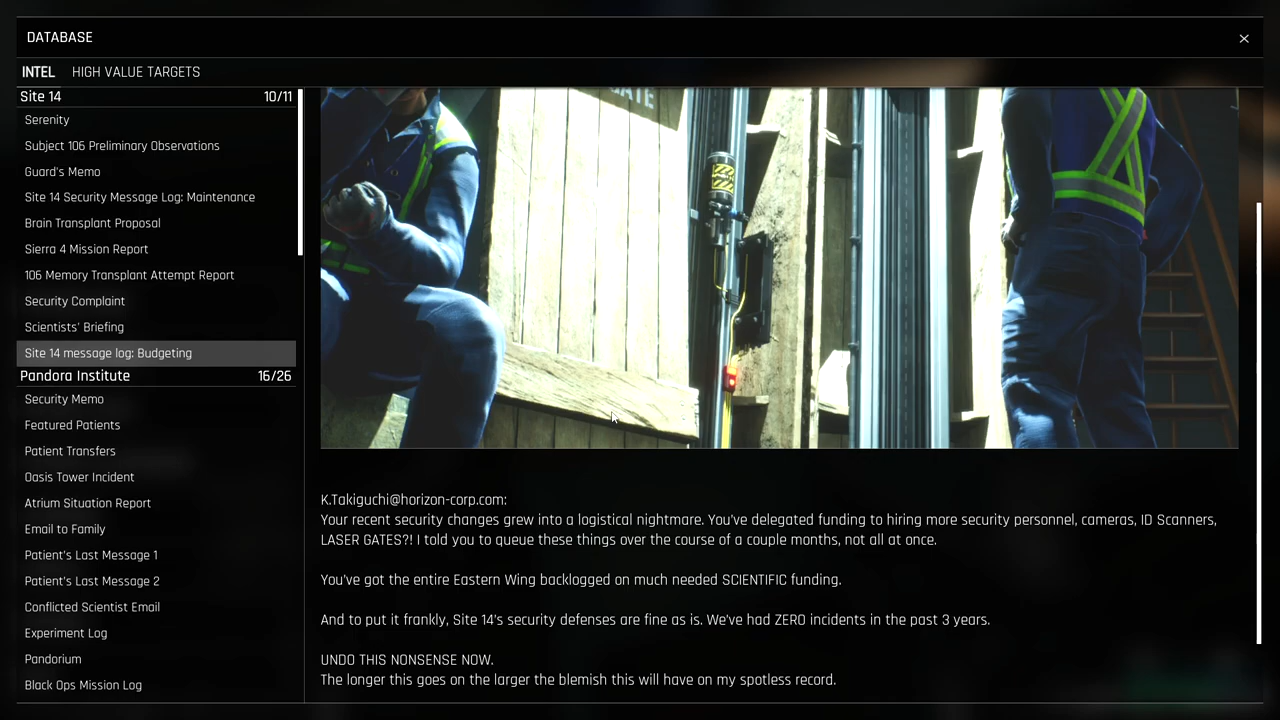 DATABASE
INTEL HIGH VALUE TARGETS
Site 14 10/11
Serenity
Subject 106 Preliminary Observations
Guard's Memo
Site 14 Security Message Log: Maintenance
Brain Transplant Proposal
Sierra 4 Mission Report
106 Memory Transplant Attempt Report
Security Complaint
Scientists' Briefing
Site 14 message log: Budgeting
Pandora Institute 16/26
Security Memo
Featured Patients
Patient Transfers
Oasis Tower Incident
Atrium Situation Report
Email to Family
Patient's Last Message 1
Patient's Last Message 2
Conflicted Scientist Email
Experiment Log
Pandorium
Black Ops Mission Log
K.Takiguchi@horizon-corp.com:
Your recent security changes grew into a logistical nightmare. You've delegated funding to hiring more security personnel, cameras, ID Scanners,
LASER GATES?! I told you to queue these things over the course of a couple months, not all at once.
You've got the entire Eastern Wing backlogged on much needed SCIENTIFIC funding.
And to put it frankly, Site 14's security defenses are fine as is. We've had ZERO incidents in the past 3 years.
UNDO THIS NONSENSE NOW.
The longer this goes on the larger the blemish this will have on my spotless record.